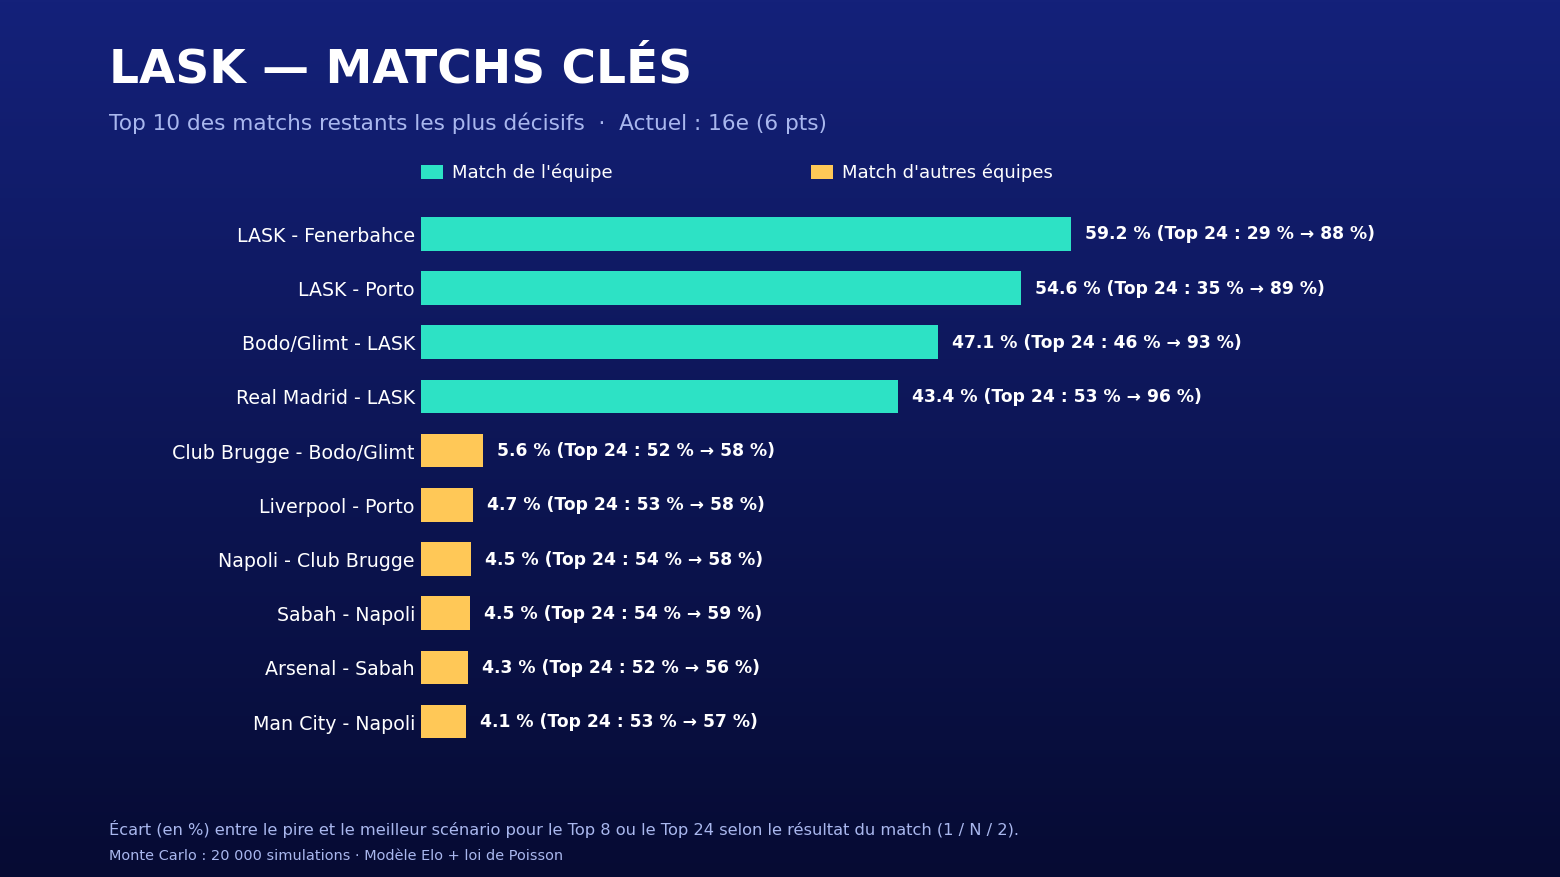 LASK — MATCHS CLÉS
Top 10 des matchs restants les plus décisifs · Actuel : 16e (6 pts)
Match de l'équipe
Match d'autres équipes
LASK - Fenerbahce 59.2 % (Top 24 : 29 % → 88 %)
LASK - Porto 54.6 % (Top 24 : 35 % → 89 %)
Bodo/Glimt - LASK 47.1 % (Top 24 : 46 % → 93 %)
Real Madrid - LASK 43.4 % (Top 24 : 53 % → 96 %)
Club Brugge - Bodo/Glimt 5.6 % (Top 24 : 52 % → 58 %)
Liverpool - Porto 4.7 % (Top 24 : 53 % → 58 %)
Napoli - Club Brugge 4.5 % (Top 24 : 54 % → 58 %)
Sabah - Napoli 4.5 % (Top 24 : 54 % → 59 %)
Arsenal - Sabah 4.3 % (Top 24 : 52 % → 56 %)
Man City - Napoli 4.1 % (Top 24 : 53 % → 57 %)
Écart (en %) entre le pire et le meilleur scénario pour le Top 8 ou le Top 24 selon le résultat du match (1 / N / 2).
Monte Carlo : 20 000 simulations · Modèle Elo + loi de Poisson